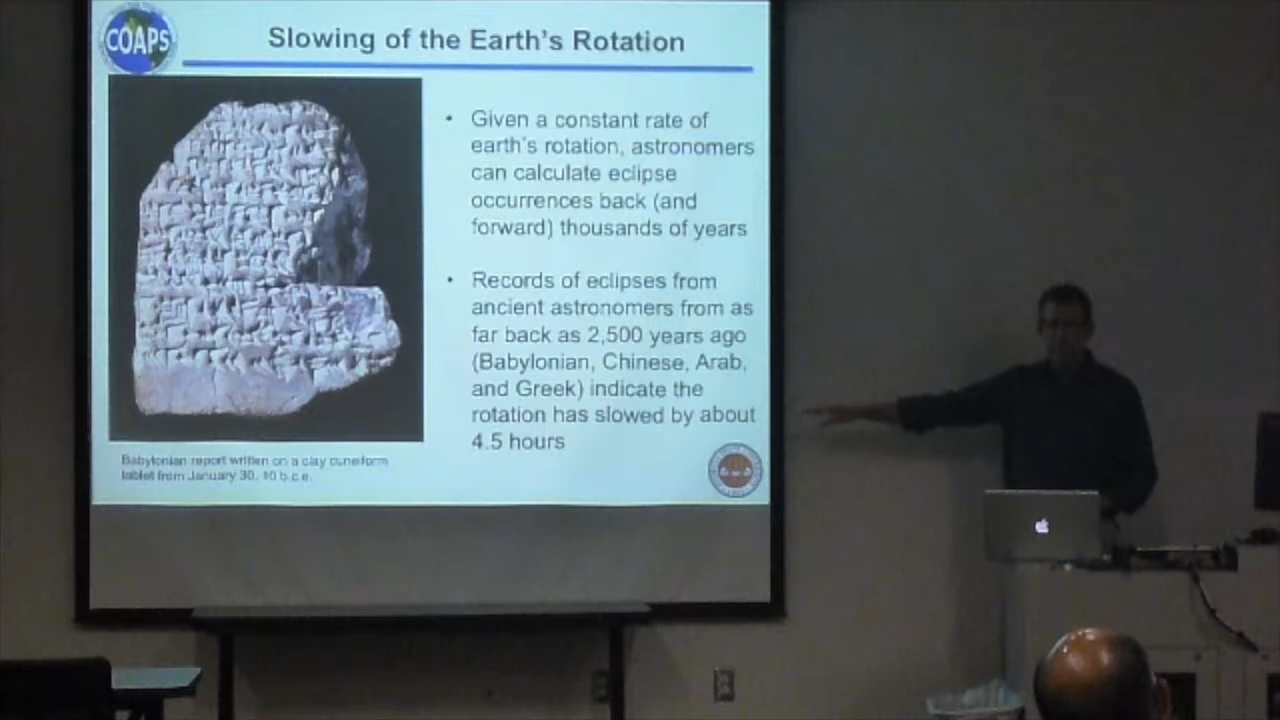 COAPS
Slowing of the Earth's Rotation
• Given a constant rate of
earth's rotation, astronomers
can calculate eclipse
occurrences back (and
forward) thousands of years
• Records of eclipses from
ancient astronomers from as
far back as 2,500 years ago
(Babylonian, Chinese, Arab,
and Greek) indicate the
rotation has slowed by about
4.5 hours
Babylonian report written on a clay cuneiform
tablet from January 30, 10 b.c.e.